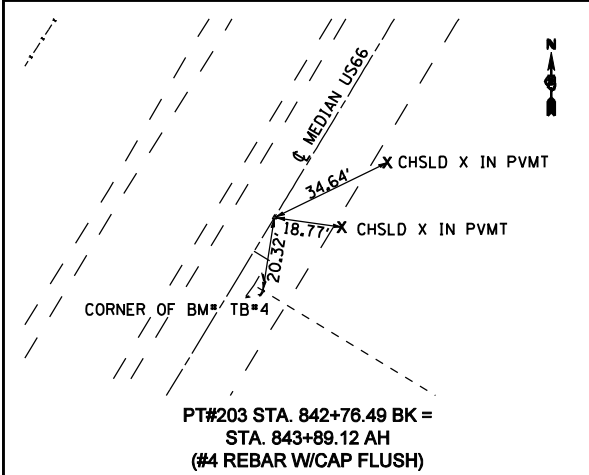 N
℄ MEDIAN US66
34.64'
X CHSLD X IN PVMT
18.77'
X CHSLD X IN PVMT
20.32'
CORNER OF BM# TB#4
PT#203 STA. 842+76.49 BK =
STA. 843+89.12 AH
(#4 REBAR W/CAP FLUSH)